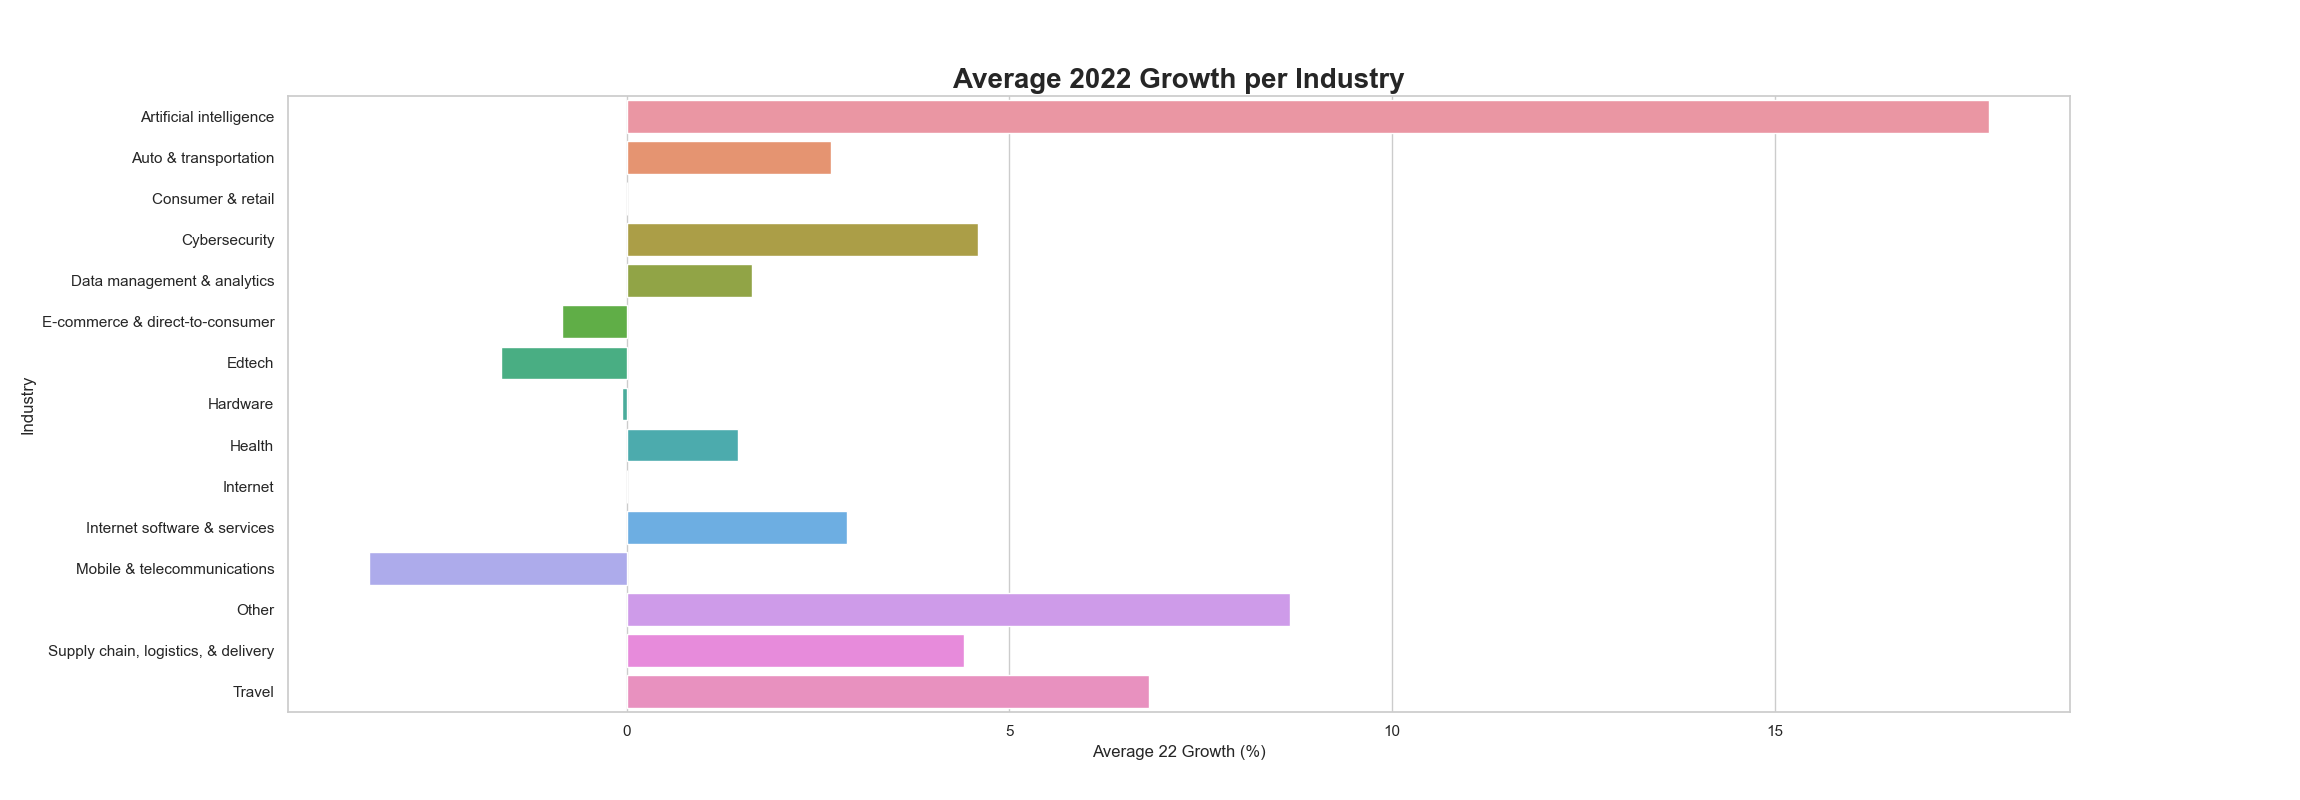 Average 2022 Growth per Industry
Artificial intelligence
Auto & transportation
Consumer & retail
Cybersecurity
Data management & analytics
E-commerce & direct-to-consumer
Edtech
Hardware
Health
Internet
Internet software & services
Mobile & telecommunications
Other
Supply chain, logistics, & delivery
Travel
Industry
0 5 10 15
Average 22 Growth (%)